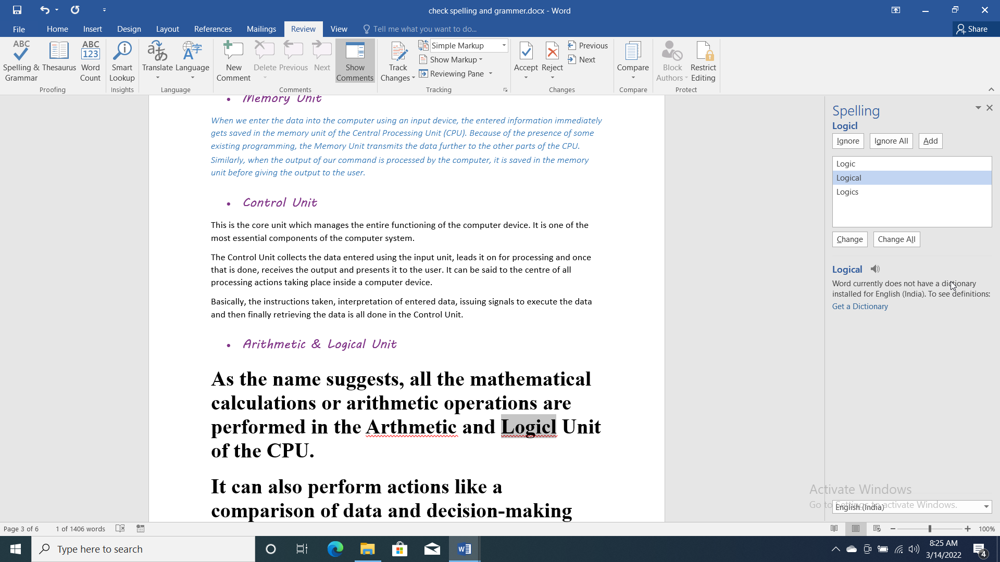 check spelling and grammer.docx - Word
File Home Insert Design Layout References Mailings Review View Tell me what you want to do... Share
ABC Spelling & Grammar
Thesaurus
ABC 123 Word Count
Proofing
Smart Lookup
Insights
Translate
Language
Language
New Comment
Delete
Previous
Next
Show Comments
Comments
Track Changes
Simple Markup
Show Markup
Reviewing Pane
Tracking
Accept
Reject
Previous
Next
Changes
Compare
Compare
Block Authors
Restrict Editing
Protect
• Memory Unit
When we enter the data into the computer using an input device, the entered information immediately
gets saved in the memory unit of the Central Processing Unit (CPU). Because of the presence of some
existing programming, the Memory Unit transmits the data further to the other parts of the CPU.
Similarly, when the output of our command is processed by the computer, it is saved in the memory
unit before giving the output to the user.
• Control Unit
This is the core unit which manages the entire functioning of the computer device. It is one of the
most essential components of the computer system.
The Control Unit collects the data entered using the input unit, leads it on for processing and once
that is done, receives the output and presents it to the user. It can be said to the centre of all
processing actions taking place inside a computer device.
Basically, the instructions taken, interpretation of entered data, issuing signals to execute the data
and then finally retrieving the data is all done in the Control Unit.
• Arithmetic & Logical Unit
As the name suggests, all the mathematical
calculations or arithmetic operations are
performed in the Arthmetic and Logicl Unit
of the CPU.
It can also perform actions like a
comparison of data and decision-making
Spelling
Logicl
Ignore Ignore All Add
Logic
Logical
Logics
Change Change All
Logical
Word currently does not have a dictionary
installed for English (India). To see definitions:
Get a Dictionary
Activate Windows
Go to Settings to activate Windows.
English (India)
Page 3 of 6 1 of 1406 words 100%
Type here to search
8:25 AM
3/14/2022
4